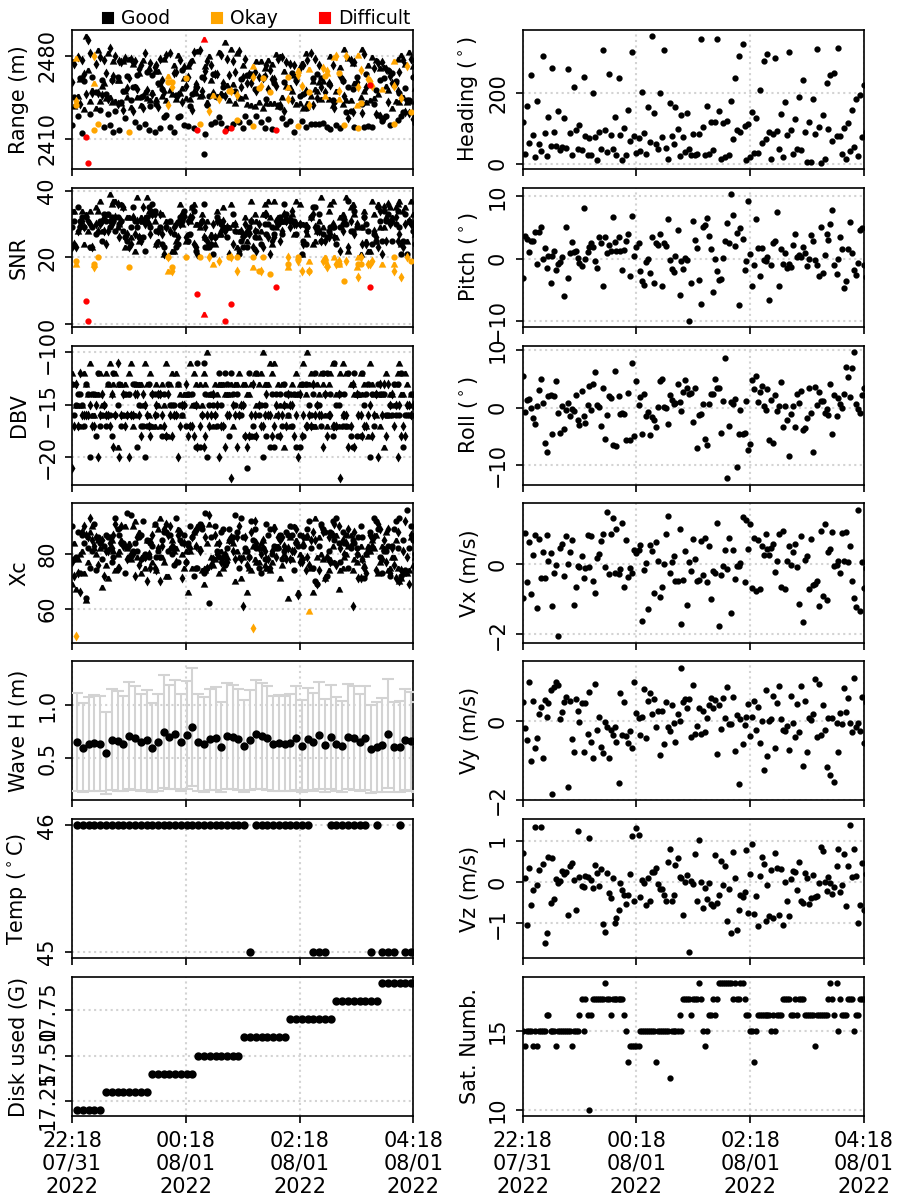 Good Okay Difficult
Range (m)
2480
2410
Heading (°)
200
0
SNR
40
20
00
Pitch (°)
10
0
−10
DBV
−10
−15
−20
Roll (°)
10
0
−10
Xc
80
60
Vx (m/s)
0
−2
Wave H (m)
1.0
0.5
Vy (m/s)
0
−2
Temp (°C)
46
45
Vz (m/s)
1
0
−1
Disk used (G)
17.75
17.50
17.25
Sat. Numb.
15
10
22:18 00:18 02:18 04:18
07/31 08/01 08/01 08/01
2022 2022 2022 2022
22:18 00:18 02:18 04:18
07/31 08/01 08/01 08/01
2022 2022 2022 2022